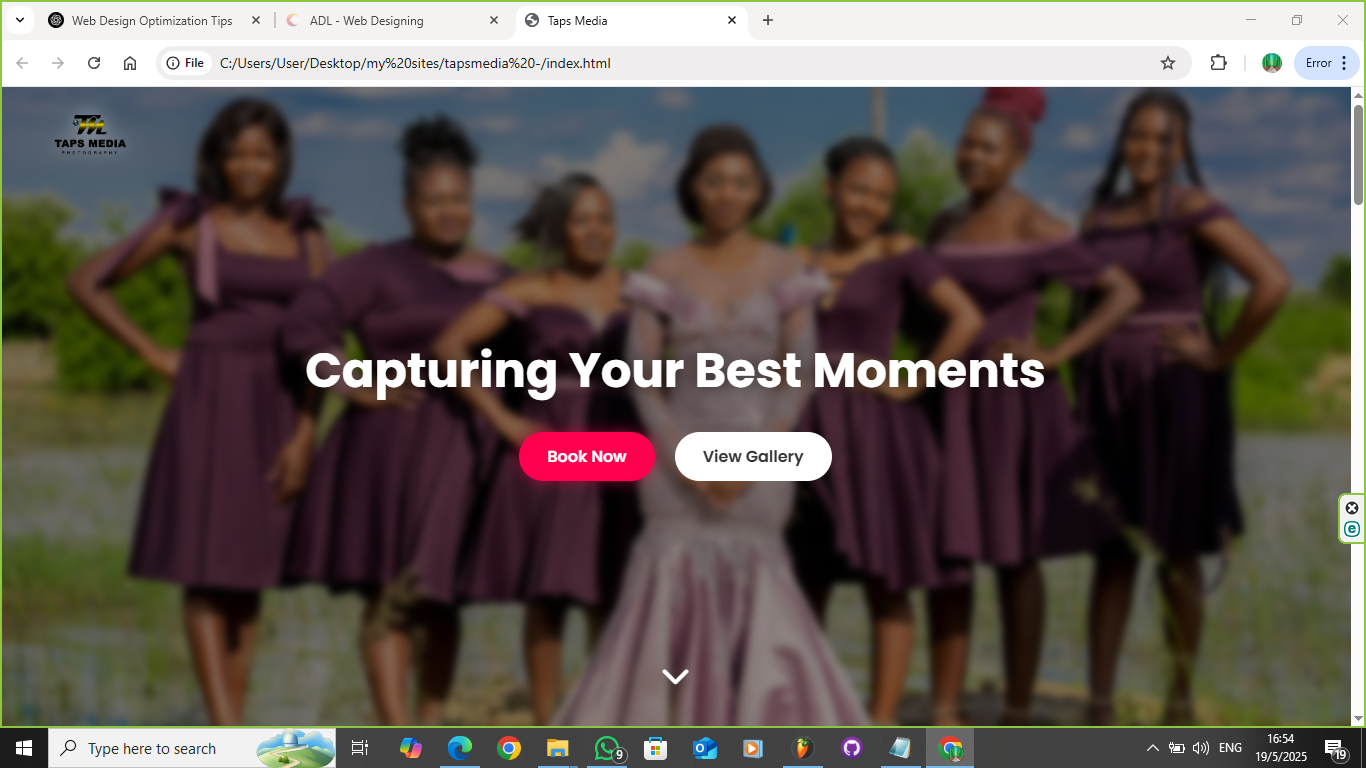 Web Design Optimization Tips
ADL - Web Designing
Taps Media
File
C:/Users/User/Desktop/my%20sites/tapsmedia%20-/index.html
Error
TM
TAPS MEDIA
PHOTOGRAPHY
Capturing Your Best Moments
Book Now
View Gallery
e
Type here to search
9
ENG
16:54
19/5/2025
19